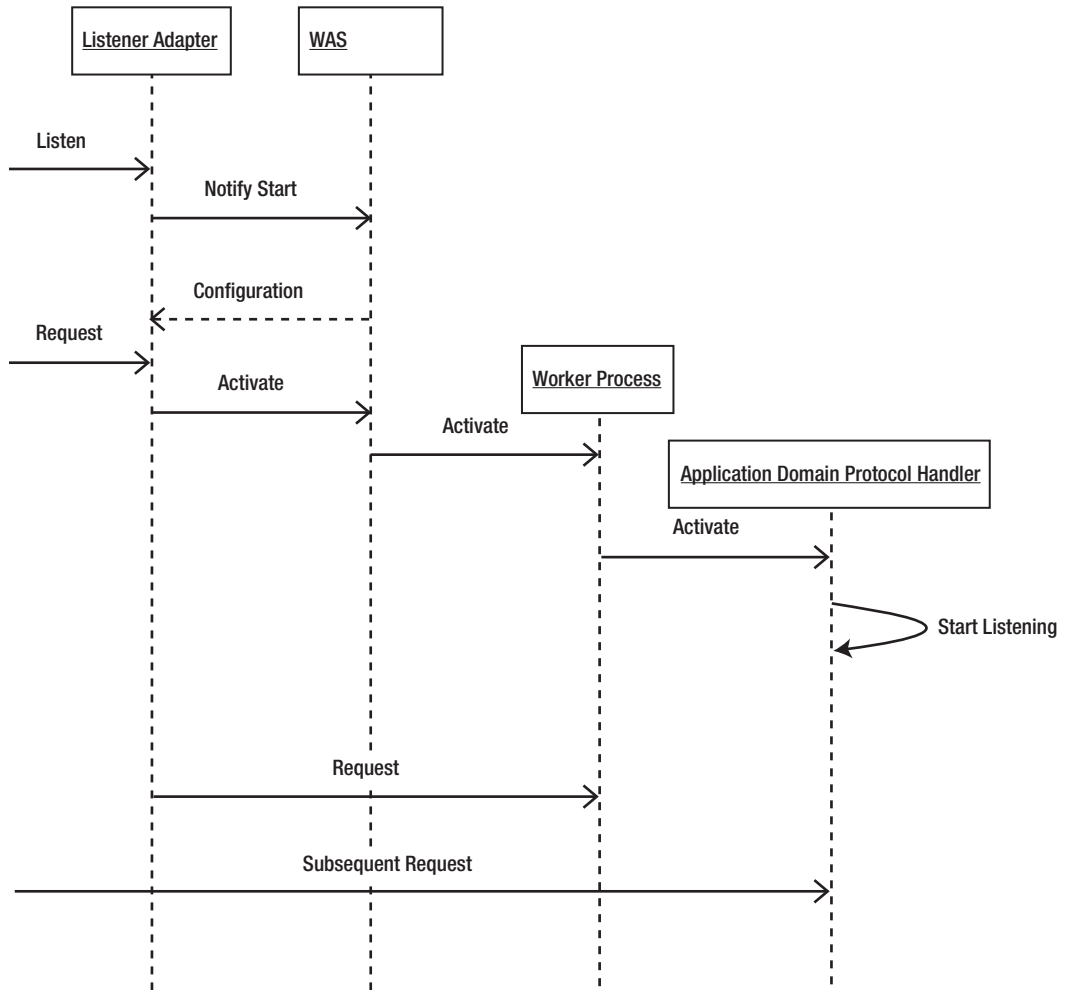 Listener Adapter
WAS
Listen
Notify Start
Configuration
Request
Activate
Worker Process
Activate
Application Domain Protocol Handler
Activate
Start Listening
Request
Subsequent Request